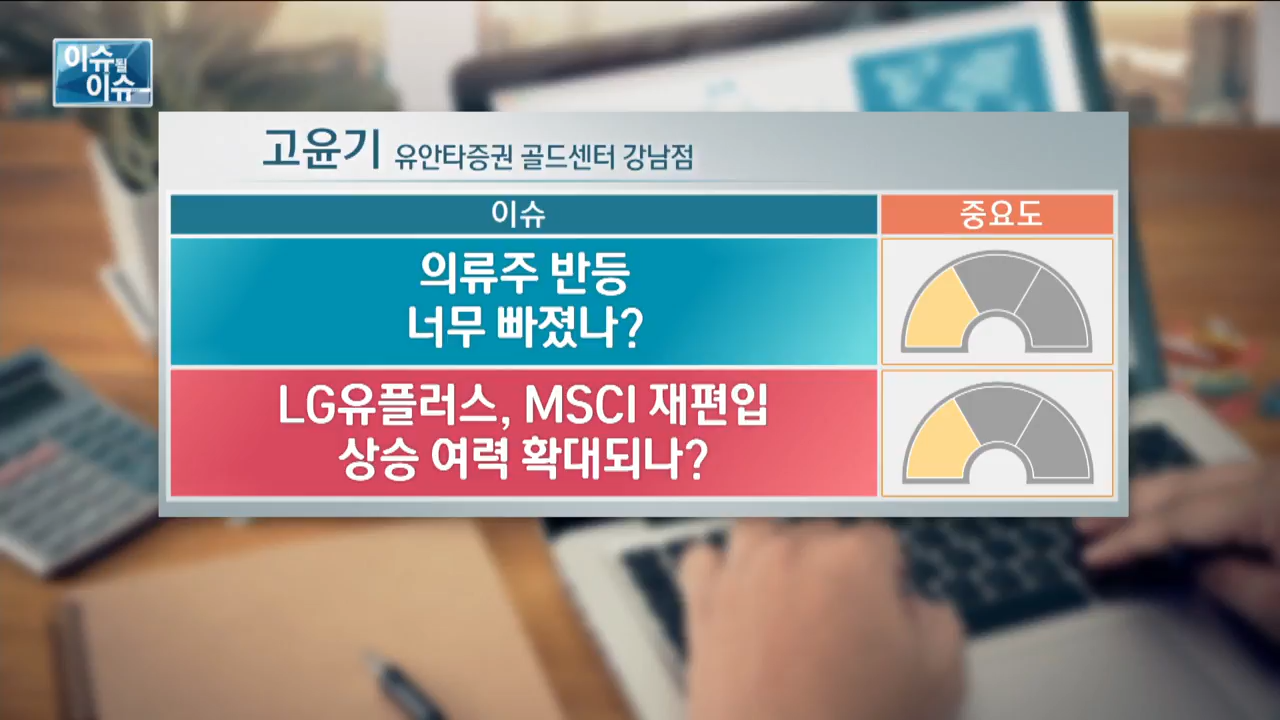 이슈될
이슈
고윤기 유안타증권 골드센터 강남점
이슈
중요도
의류주 반등
너무 빠졌나?
LG유플러스, MSCI 재편입
상승 여력 확대되나?